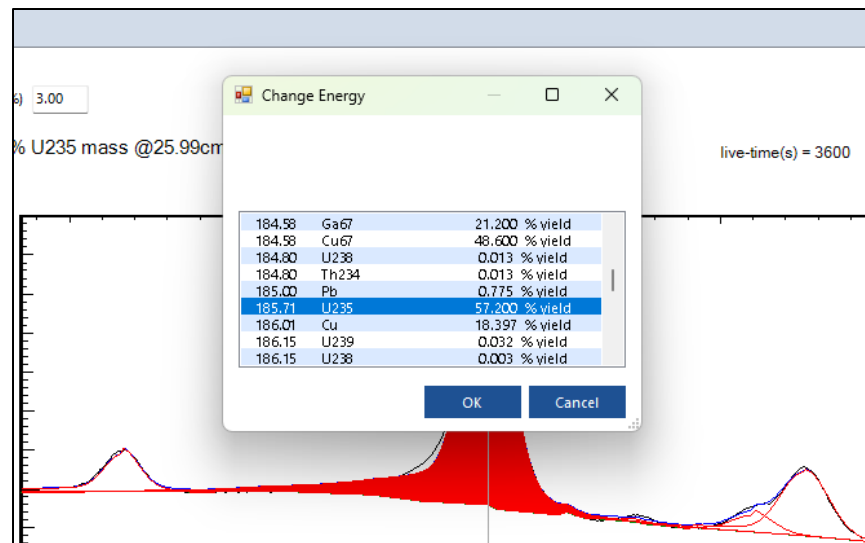 Change Energy
%) 3.00
% U235 mass @25.99cm
live-time(s) = 3600
184.58 Ga67 21.200 % yield
184.58 Cu67 48.600 % yield
184.80 U238 0.013 % yield
184.80 Th234 0.013 % yield
185.00 Pb 0.775 % yield
185.71 U235 57.200 % yield
186.01 Cu 18.397 % yield
186.15 U239 0.032 % yield
186.15 U238 0.003 % yield
OK Cancel